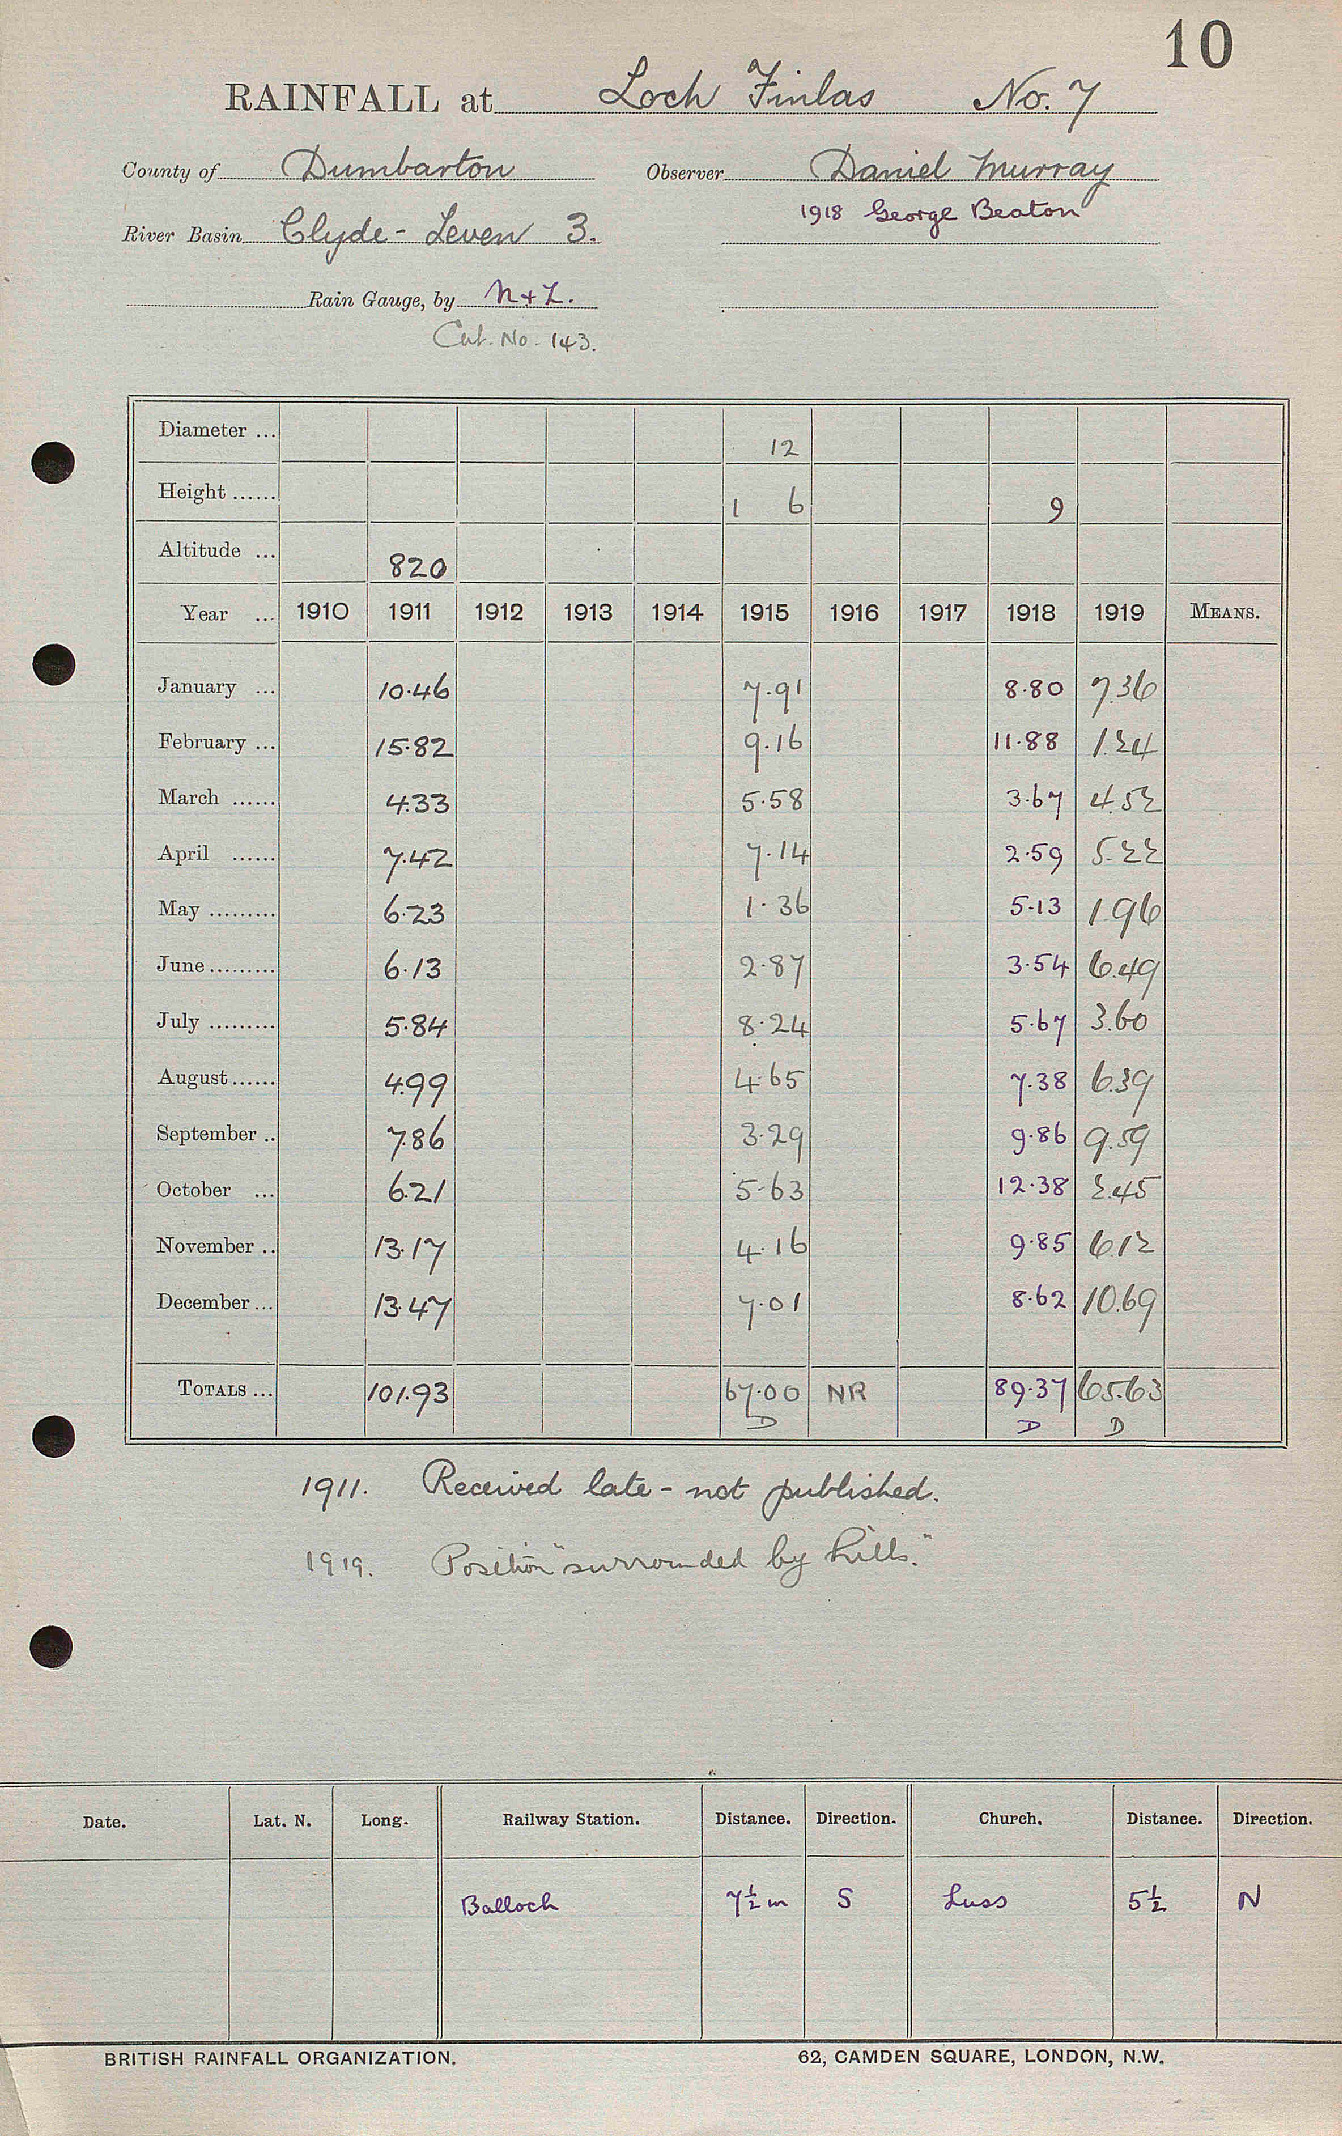 10
RAINFALL at Loch Finlas No. 7
County of Dumbarton Observer Daniel Murray
1918 George Beaton
River Basin Clyde - Leven 3.
Rain Gauge, by N + Z.
Cat. No. 143.
Diameter ... 12
Height ...... 1 6 9
Altitude ... 820
Year ... 1910 1911 1912 1913 1914 1915 1916 1917 1918 1919 MEANS.
January ... 10.46 7.91 8.80 7.36
February ... 15.82 9.16 11.88 1.24
March ...... 4.33 5.58 3.67 4.52
April ...... 7.42 7.14 2.59 5.22
May ......... 6.23 1.36 5.13 1.96
June ......... 6.13 2.87 3.54 6.49
July ......... 5.84 8.24 5.67 3.60
August ...... 4.99 4.65 7.38 6.39
September .. 7.86 3.29 9.86 9.59
October ... 6.21 5.63 12.38 2.45
November .. 13.17 4.16 9.85 6.12
December ... 13.47 7.01 8.62 10.69
TOTALS ... 101.93 67.00 NR 89.37 65.63
D D D
1911. Received late - not published.
1919. Position "surrounded by hills."
Date. Lat. N. Long. Railway Station. Distance. Direction. Church. Distance. Direction.
Balloch 7½ m S Luss 5½ N
BRITISH RAINFALL ORGANIZATION. 62, CAMDEN SQUARE, LONDON, N.W.